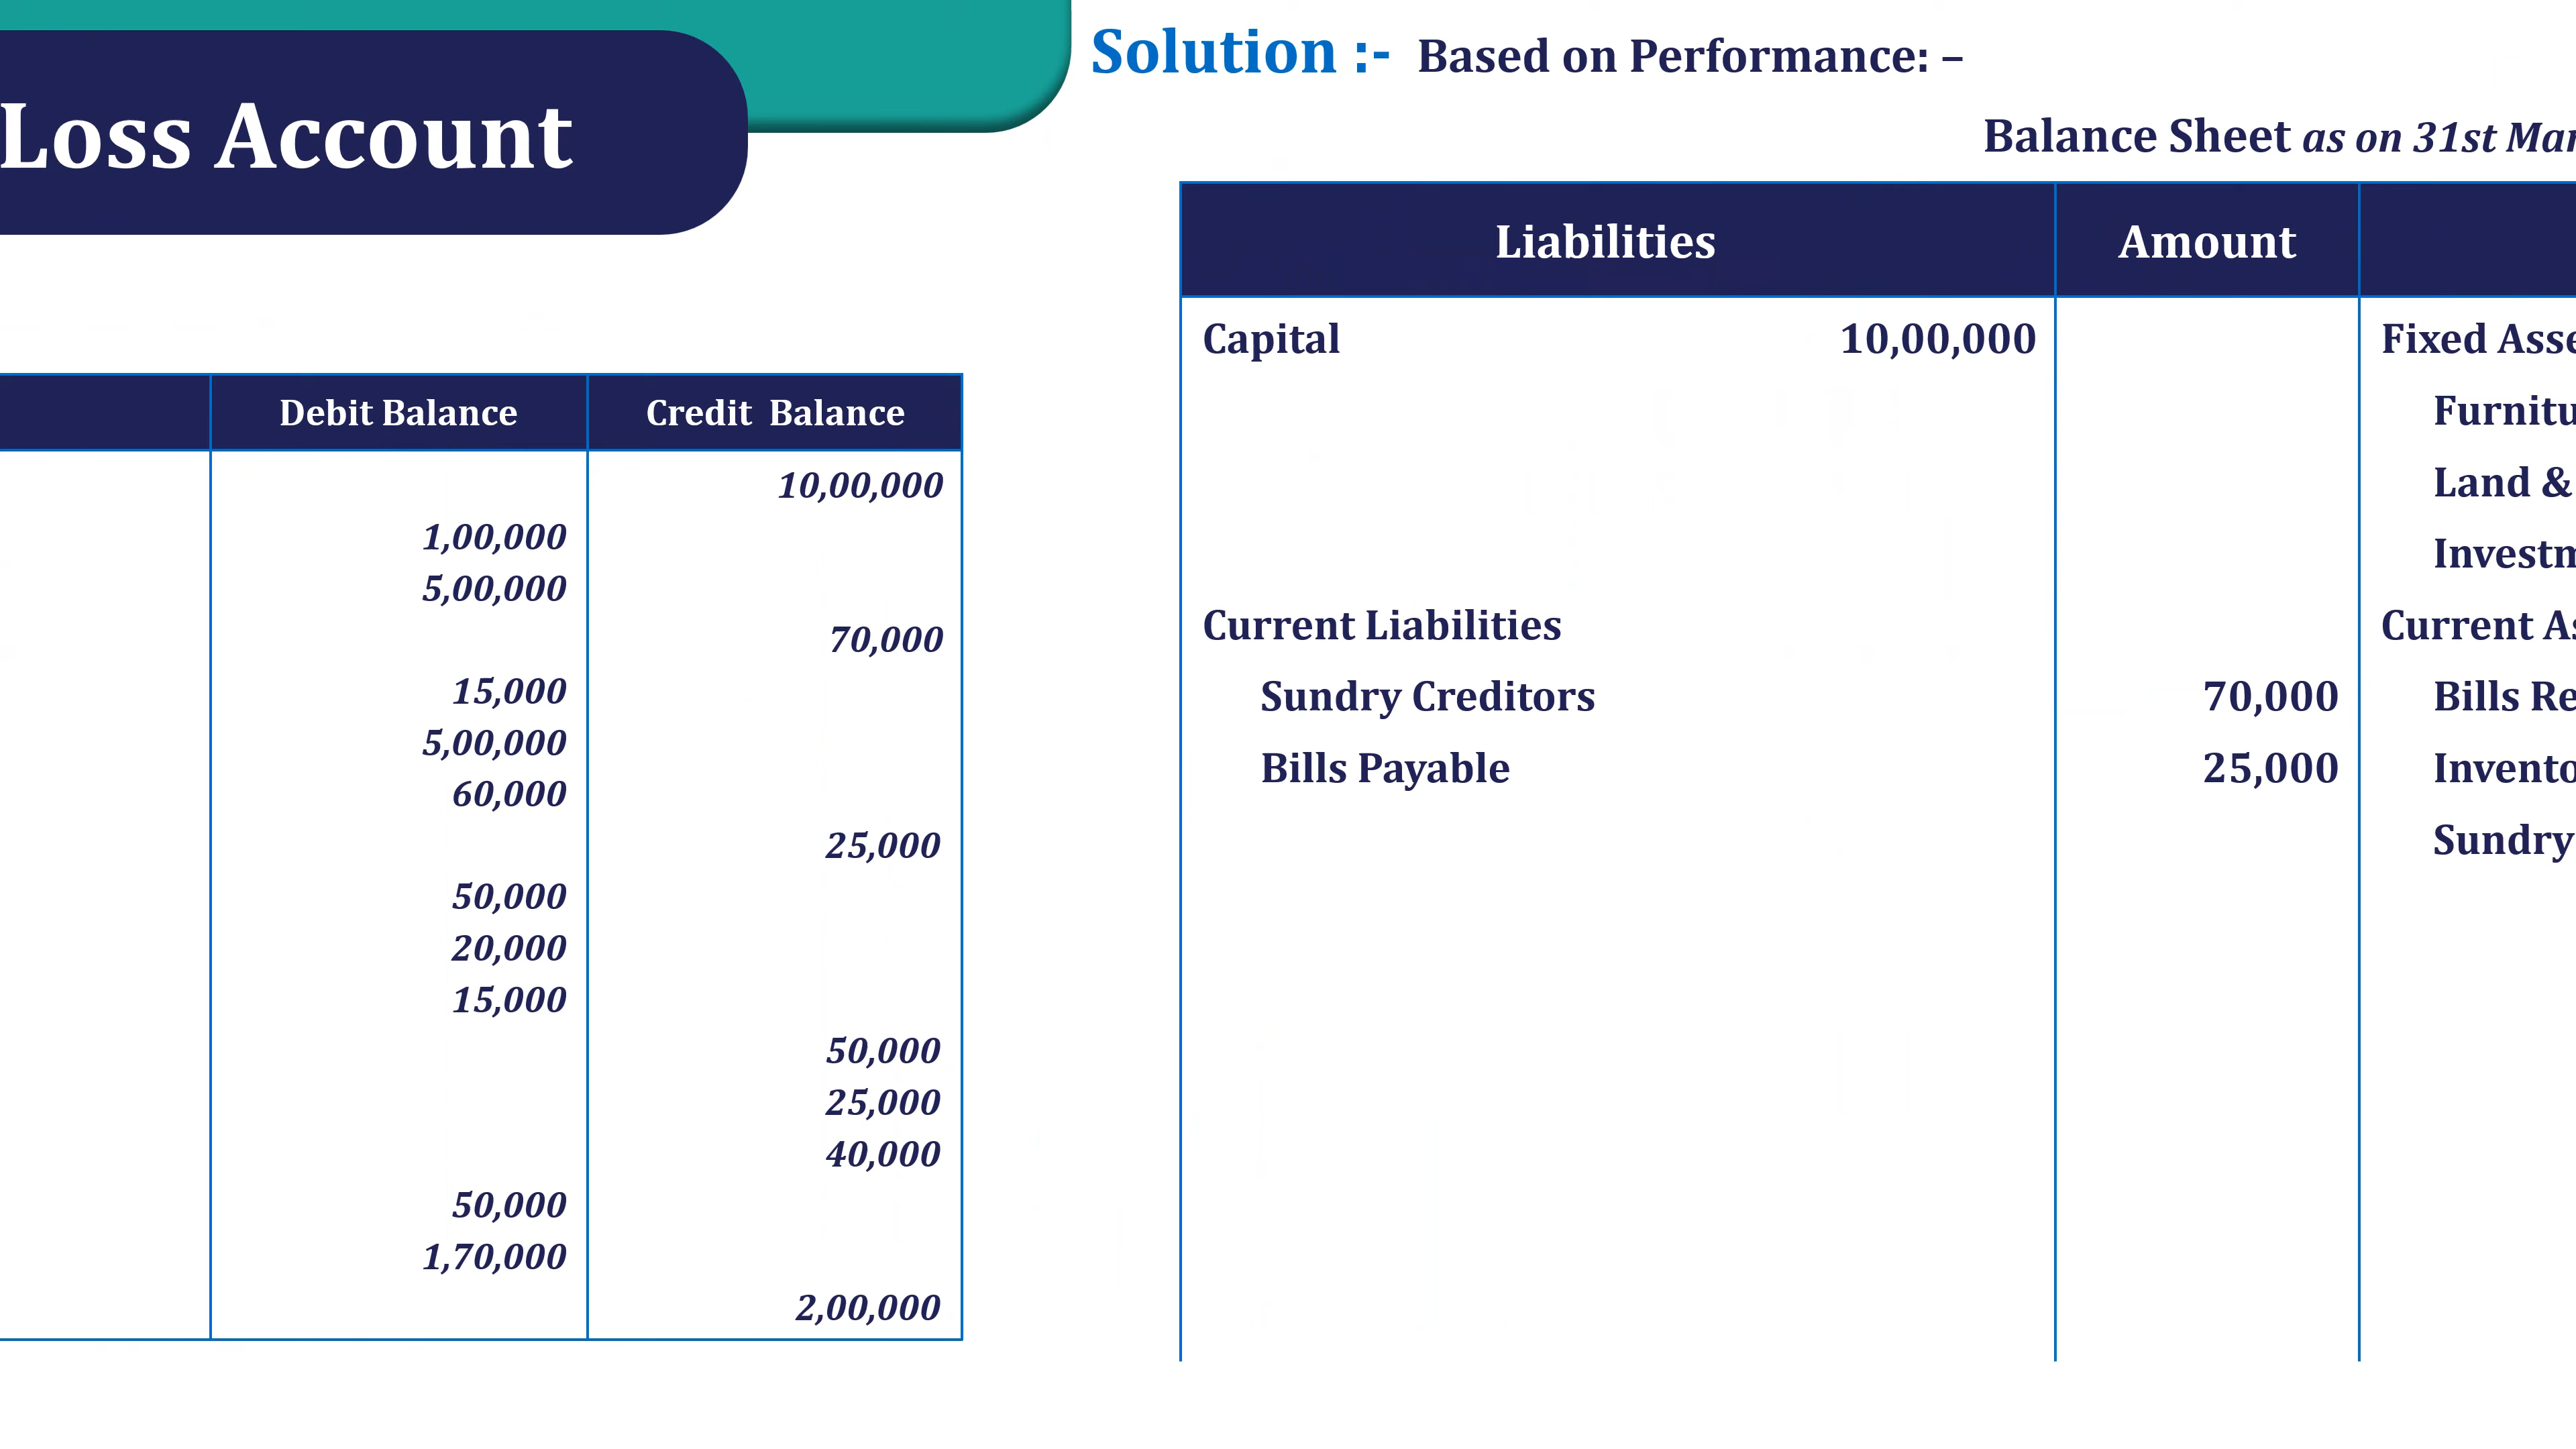 Loss Account
Debit Balance Credit Balance
10,00,000
1,00,000
5,00,000
70,000
15,000
5,00,000
60,000
25,000
50,000
20,000
15,000
50,000
25,000
40,000
50,000
1,70,000
2,00,000
Solution :- Based on Performance: –
Balance Sheet as on 31st Mar
Liabilities Amount
Capital 10,00,000 Fixed Asse
Furnitu
Land &
Investm
Current Liabilities Current As
Sundry Creditors 70,000 Bills Re
Bills Payable 25,000 Invento
Sundry